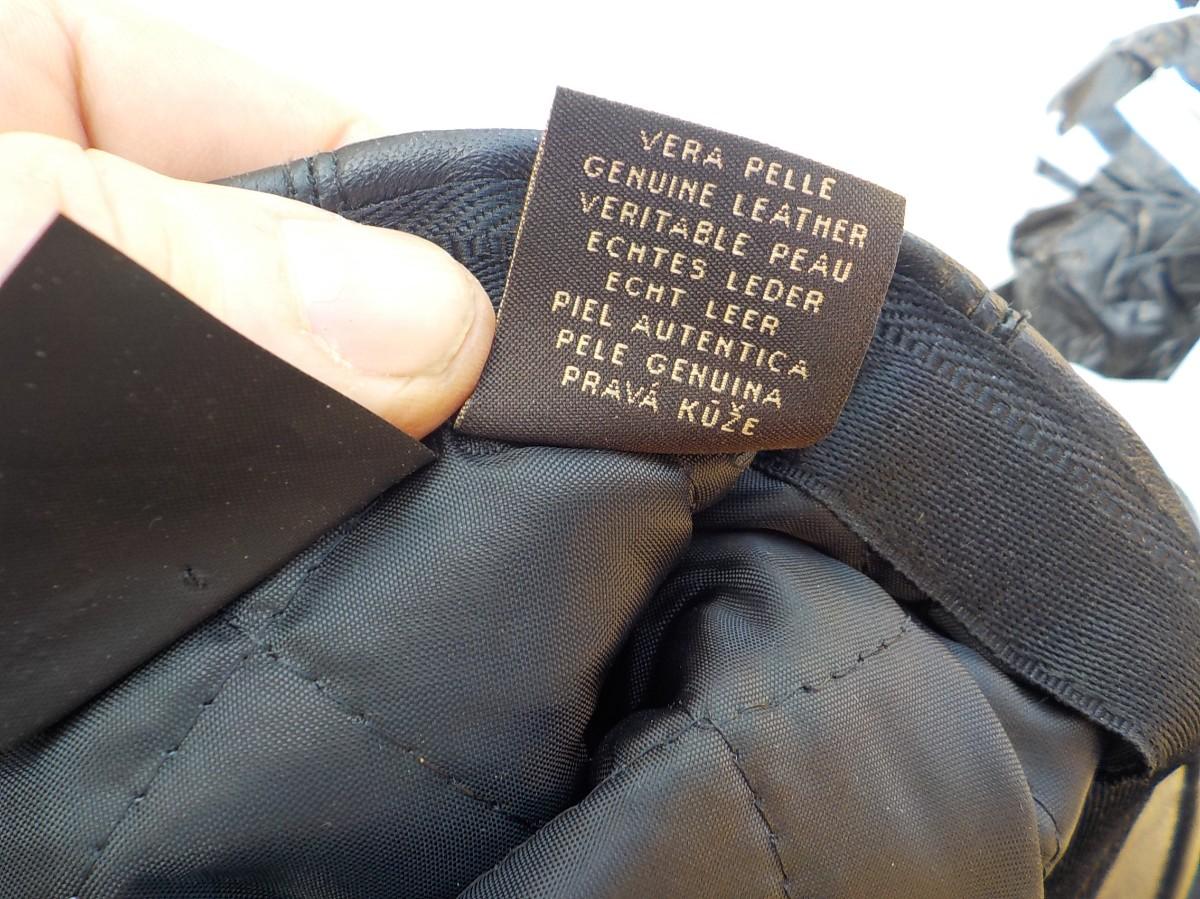 VERA PELLE
GENUINE LEATHER
VERITABLE PEAU
ECHTES LEDER
ECHT LEER
PIEL AUTENTICA
PELE GENUINA
PRAVÁ KŮŽE